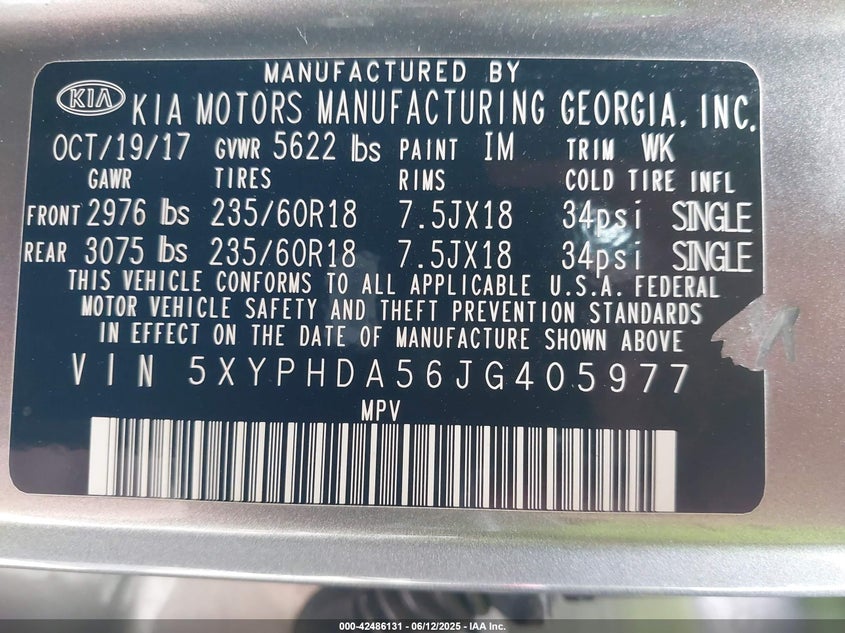 MANUFACTURED BY
KIA KIA MOTORS MANUFACTURING GEORGIA, INC.
OCT/19/17 GVWR 5622 lbs PAINT IM TRIM WK
GAWR TIRES RIMS COLD TIRE INFL
FRONT 2976 lbs 235/60R18 7.5JX18 34psi SINGLE
REAR 3075 lbs 235/60R18 7.5JX18 34psi SINGLE
THIS VEHICLE CONFORMS TO ALL APPLICABLE U.S.A. FEDERAL
MOTOR VEHICLE SAFETY AND THEFT PREVENTION STANDARDS
IN EFFECT ON THE DATE OF MANUFACTURE SHOWN ABOVE
VIN 5XYPHDA56JG405977
MPV
000-42486131 - 06/12/2025 - IAA Inc.